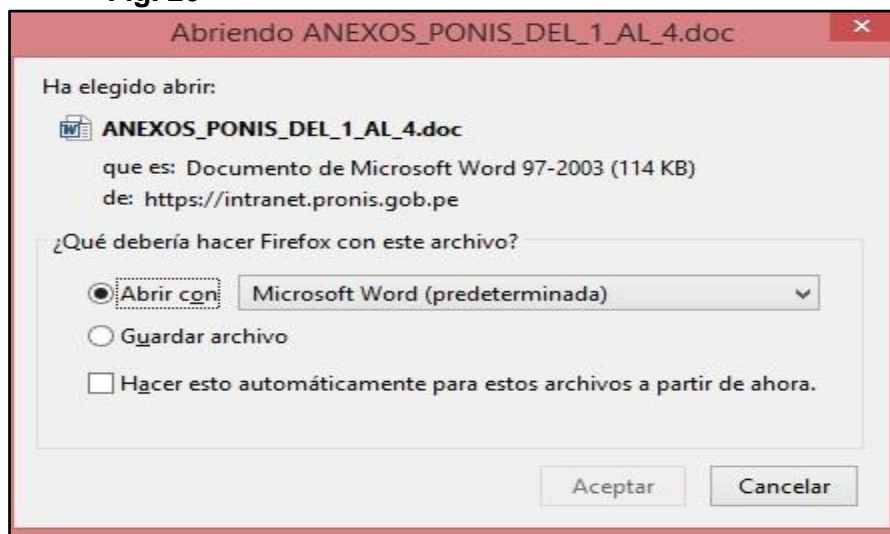 Abriendo ANEXOS_PONIS_DEL_1_AL_4.doc
Ha elegido abrir:
ANEXOS_PONIS_DEL_1_AL_4.doc
que es: Documento de Microsoft Word 97-2003 (114 KB)
de: https://intranet.pronis.gob.pe
¿Qué debería hacer Firefox con este archivo?
Abrir con Microsoft Word (predeterminada)
Guardar archivo
Hacer esto automáticamente para estos archivos a partir de ahora.
Aceptar Cancelar